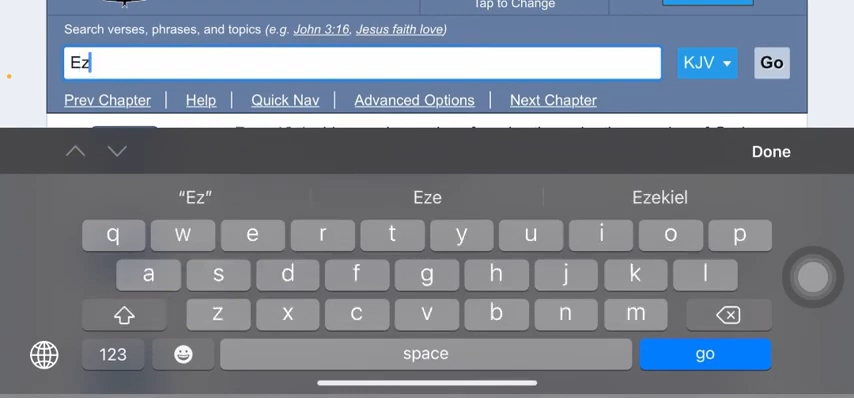 Tap to Change
Search verses, phrases, and topics (e.g. John 3:16, Jesus faith love)
Ez
KJV
Go
Prev Chapter | Help | Quick Nav | Advanced Options | Next Chapter
Done
“Ez” Eze Ezekiel
q w e r t y u i o p
a s d f g h j k l
z x c v b n m
123 space go